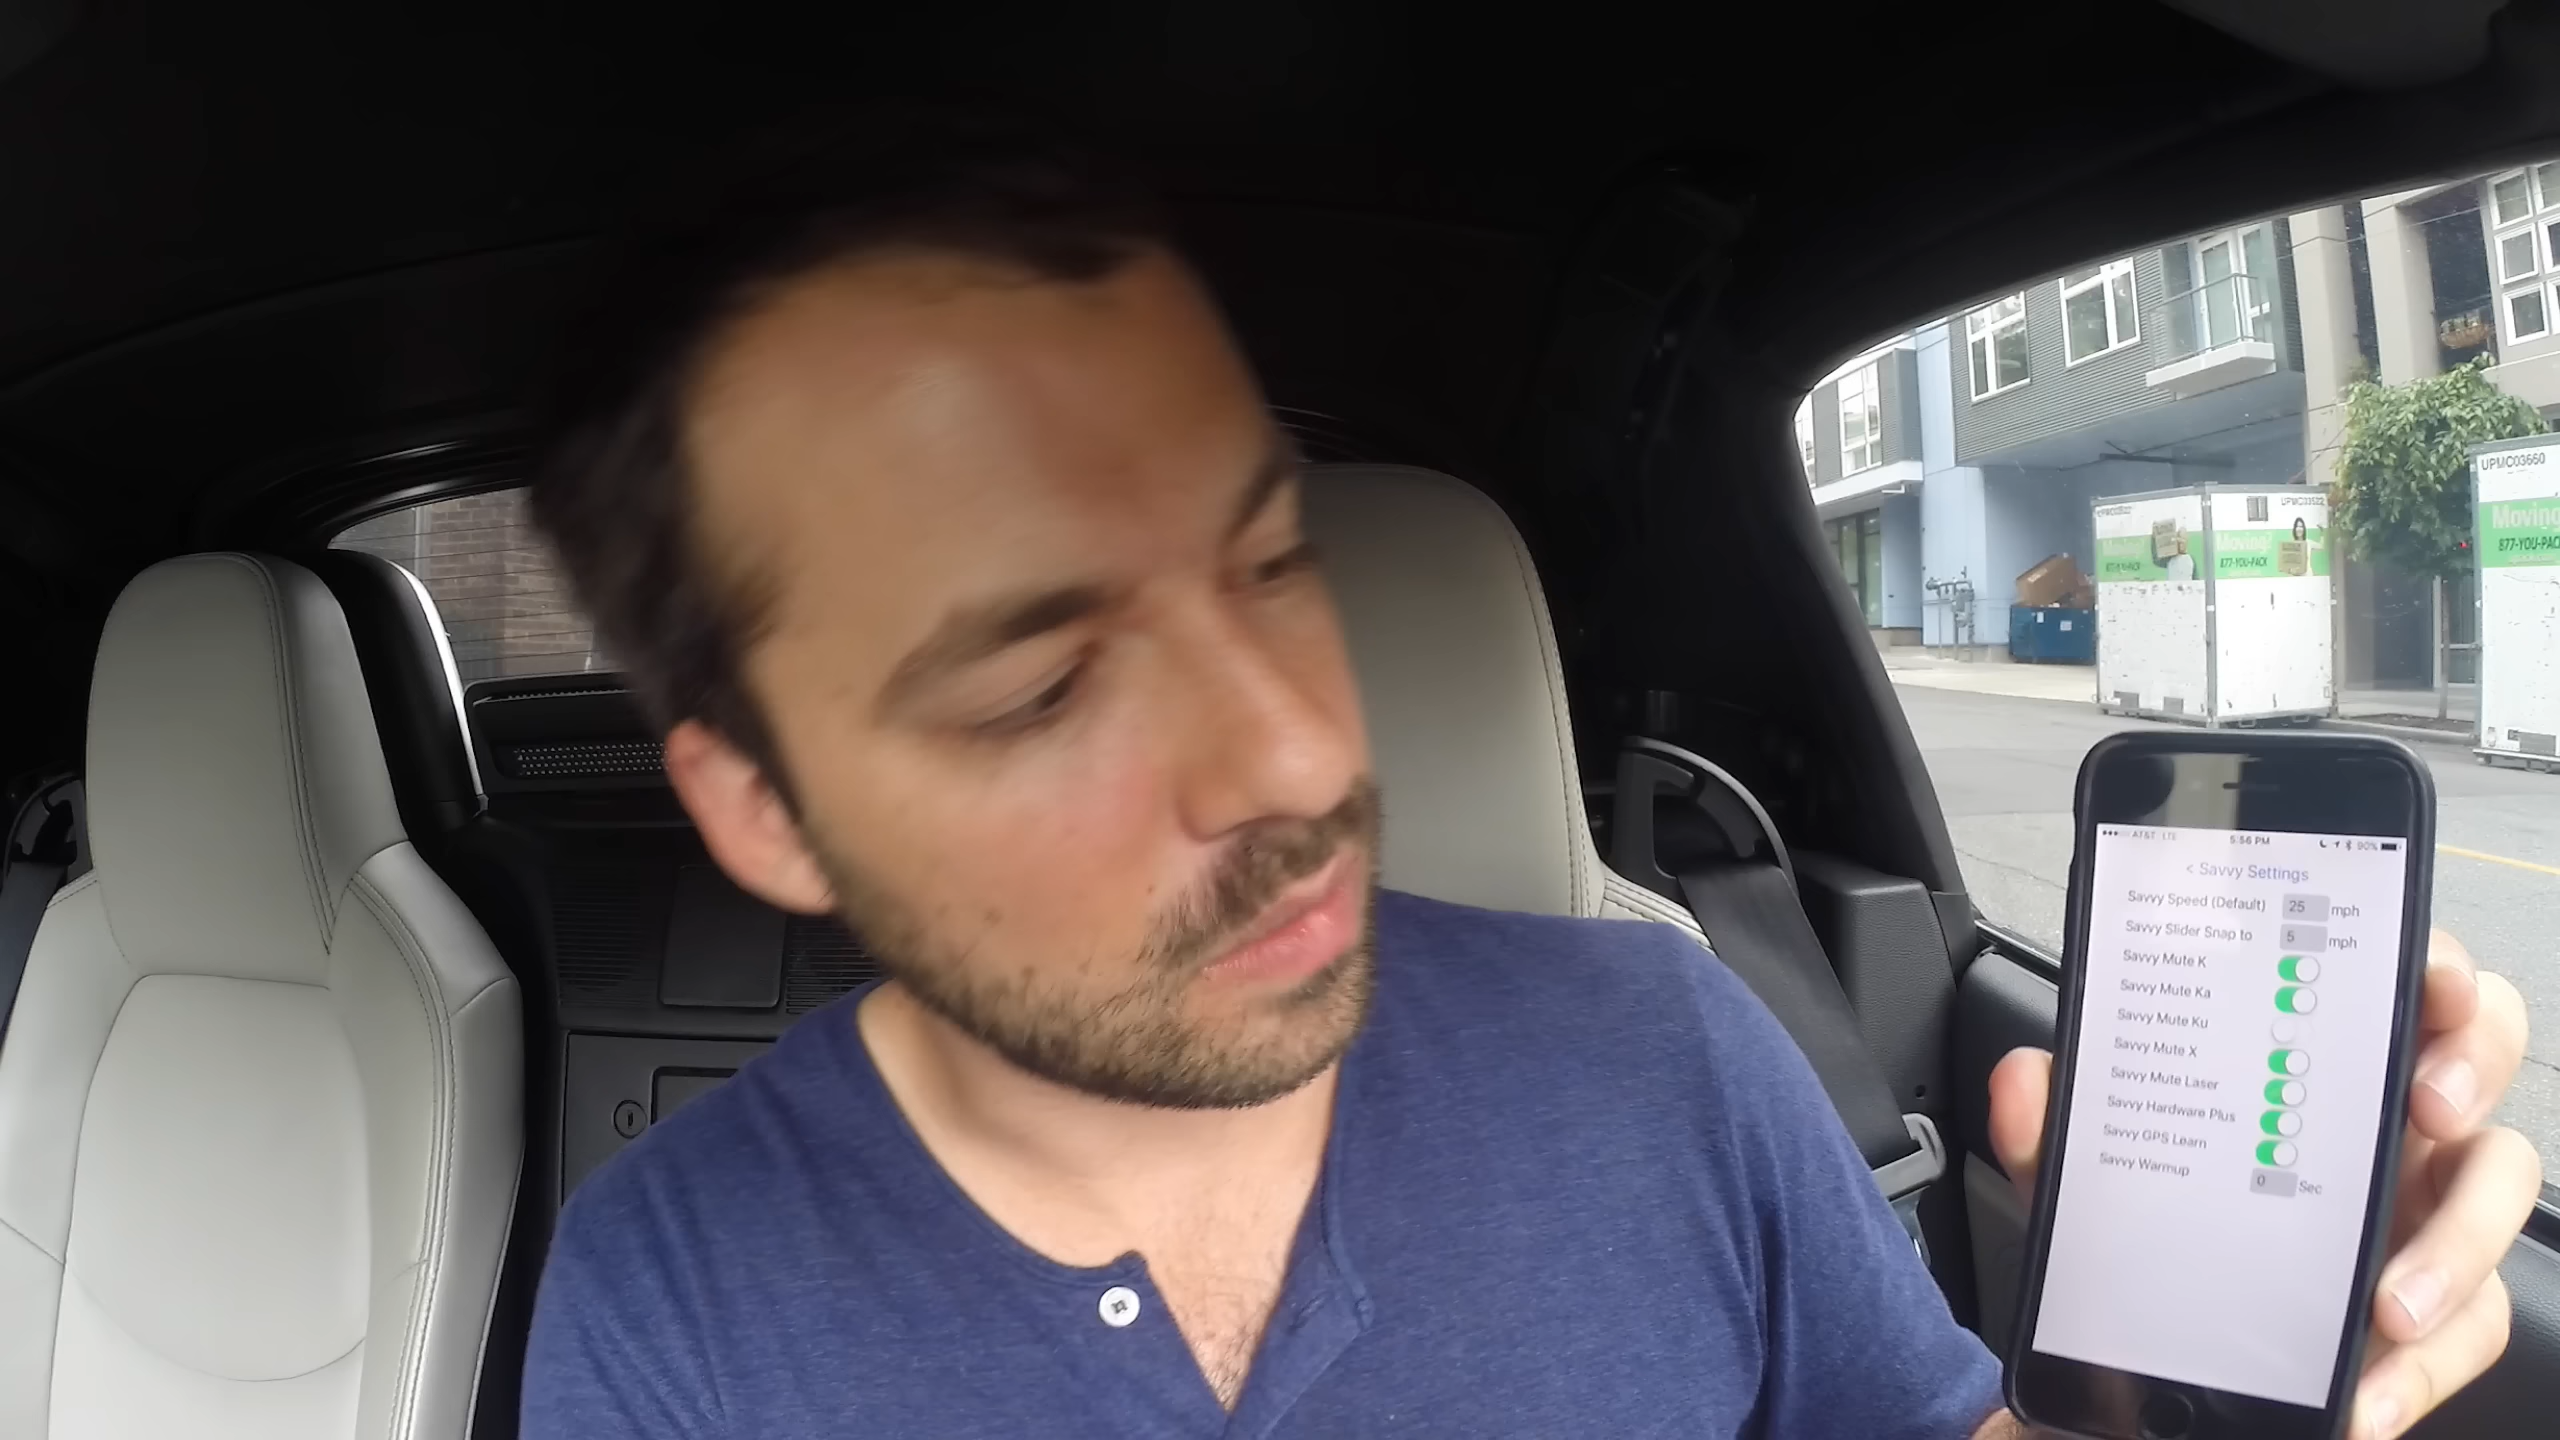 UPMC03660
Moving
877-YOU-PAC
UPMC03522
Moving?
877-YOU-PACK
AT&T LTE 5:56 PM 90%
< Savvy Settings
Savvy Speed (Default) 25 mph
Savvy Slider Snap to 5 mph
Savvy Mute K
Savvy Mute Ka
Savvy Mute Ku
Savvy Mute X
Savvy Mute Laser
Savvy Hardware Plus
Savvy GPS Learn
Savvy Warmup 0 Sec